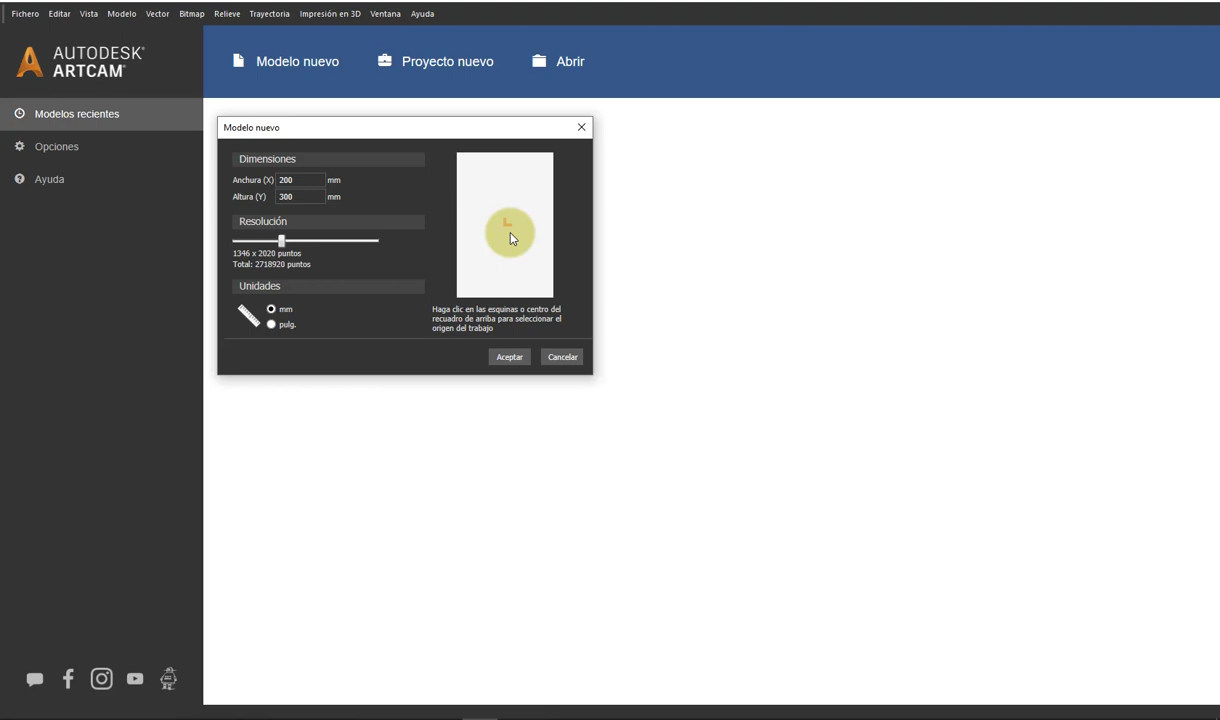 Fichero Editar Vista Modelo Vector Bitmap Relieve Trayectoria Impresión en 3D Ventana Ayuda
AUTODESK®
ARTCAM®
Modelo nuevo Proyecto nuevo Abrir
Modelos recientes
Opciones
Ayuda
Modelo nuevo
Dimensiones
Anchura (X) 200 mm
Altura (Y) 300 mm
Resolución
1346 x 2020 puntos
Total: 2718920 puntos
Unidades
mm
pulg.
Haga clic en las esquinas o centro del
recuadro de arriba para seleccionar el
origen del trabajo
Aceptar Cancelar